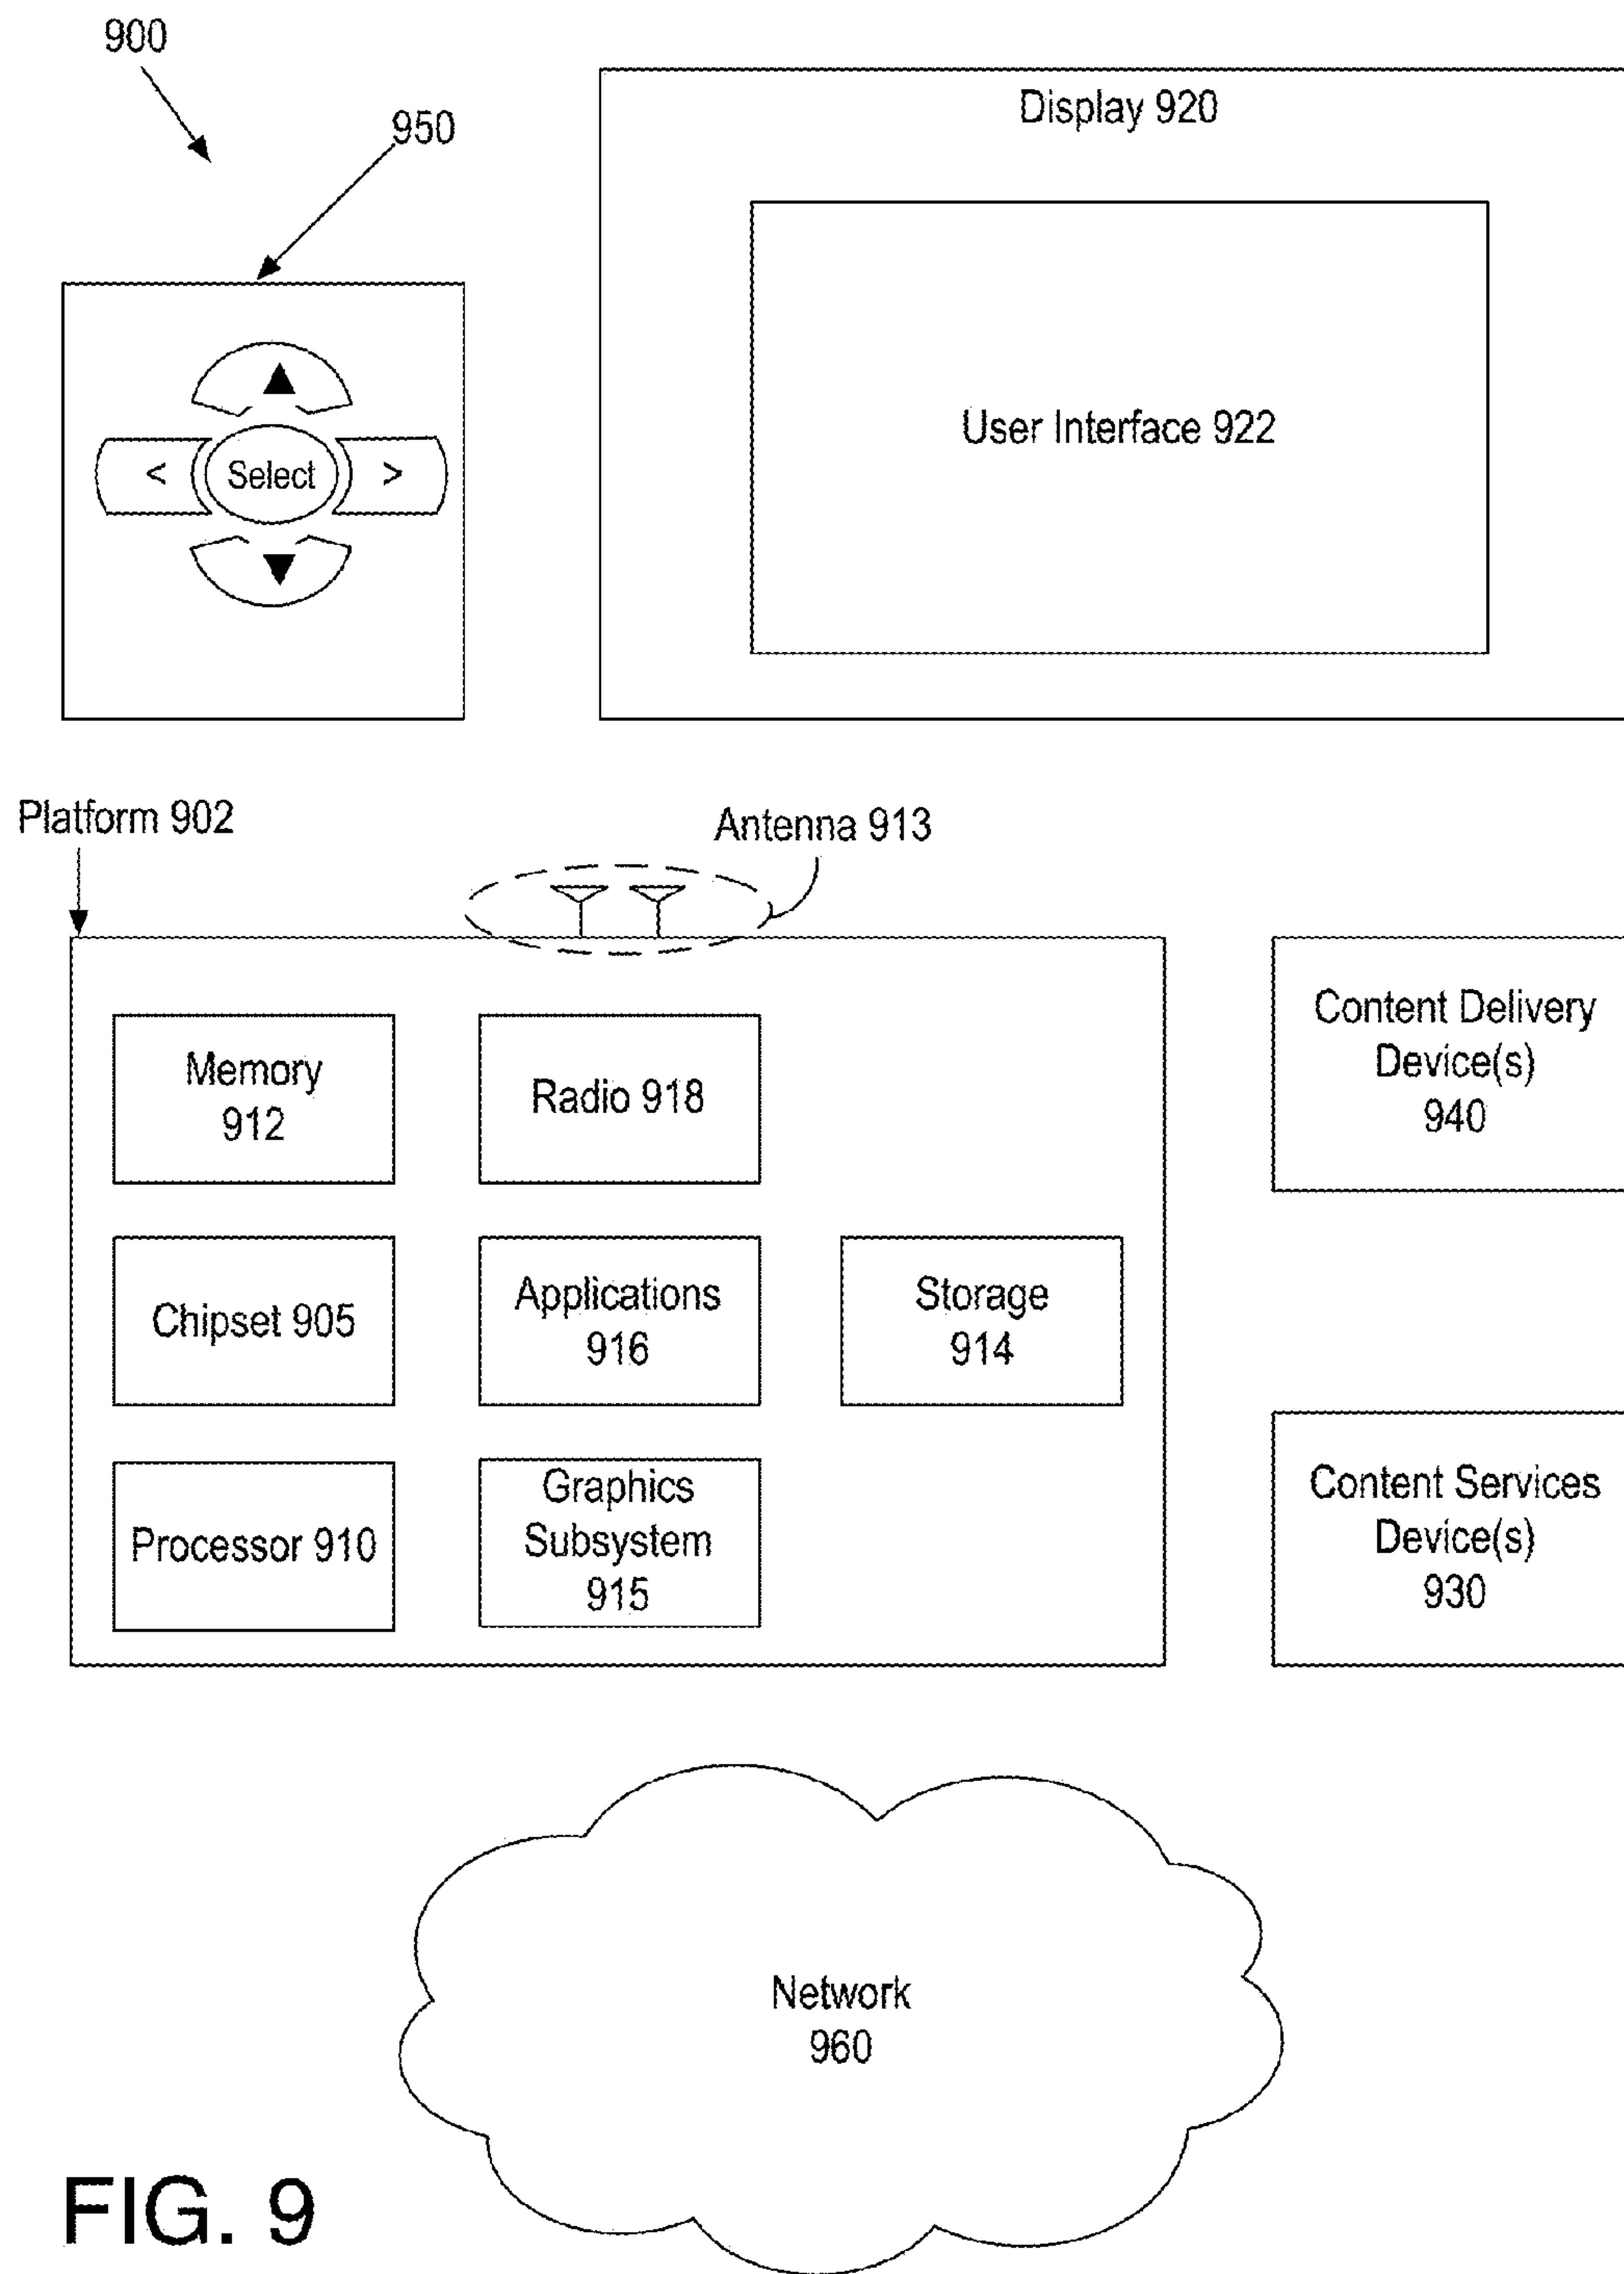 900
950
Display 920
User Interface 922
<
Select
>
Platform 902
Antenna 913
Memory
912
Radio 918
Content Delivery
Device(s)
940
Chipset 905
Applications
916
Storage
914
Processor 910
Graphics
Subsystem
915
Content Services
Device(s)
930
Network
960
FIG. 9